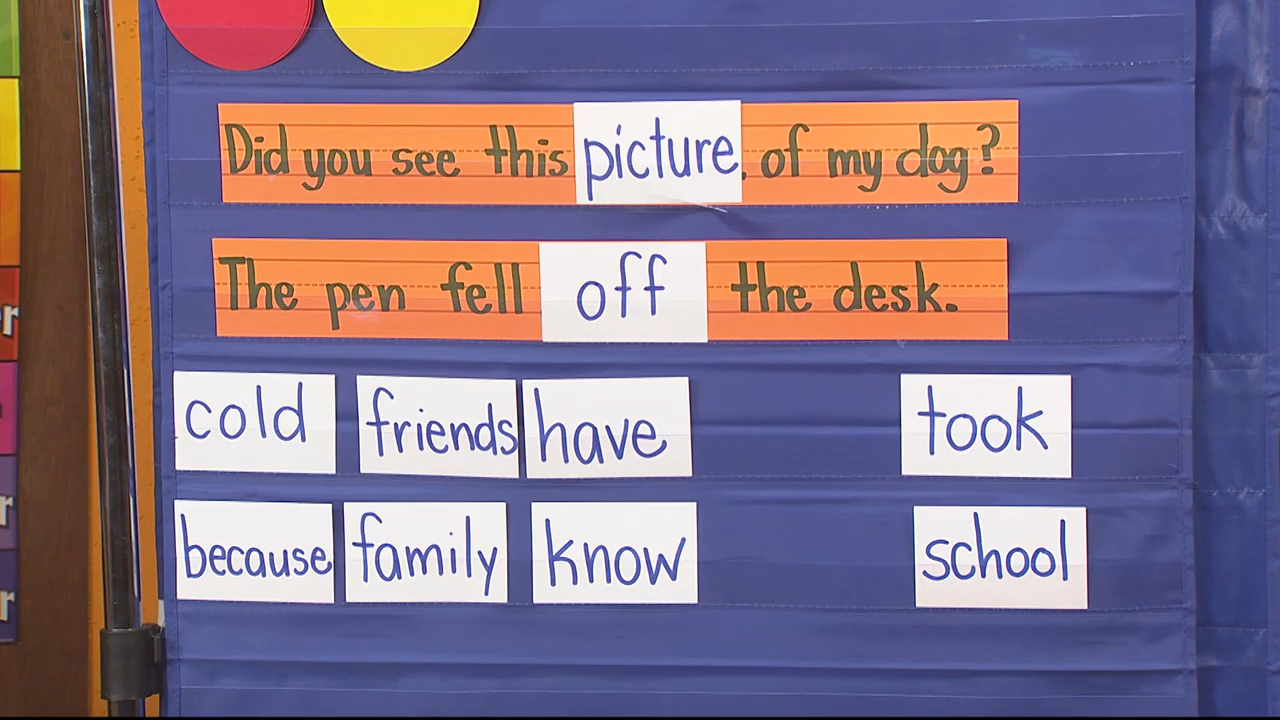 Did you see this picture of my dog?
The pen fell off the desk.
cold friends have took
because family know school